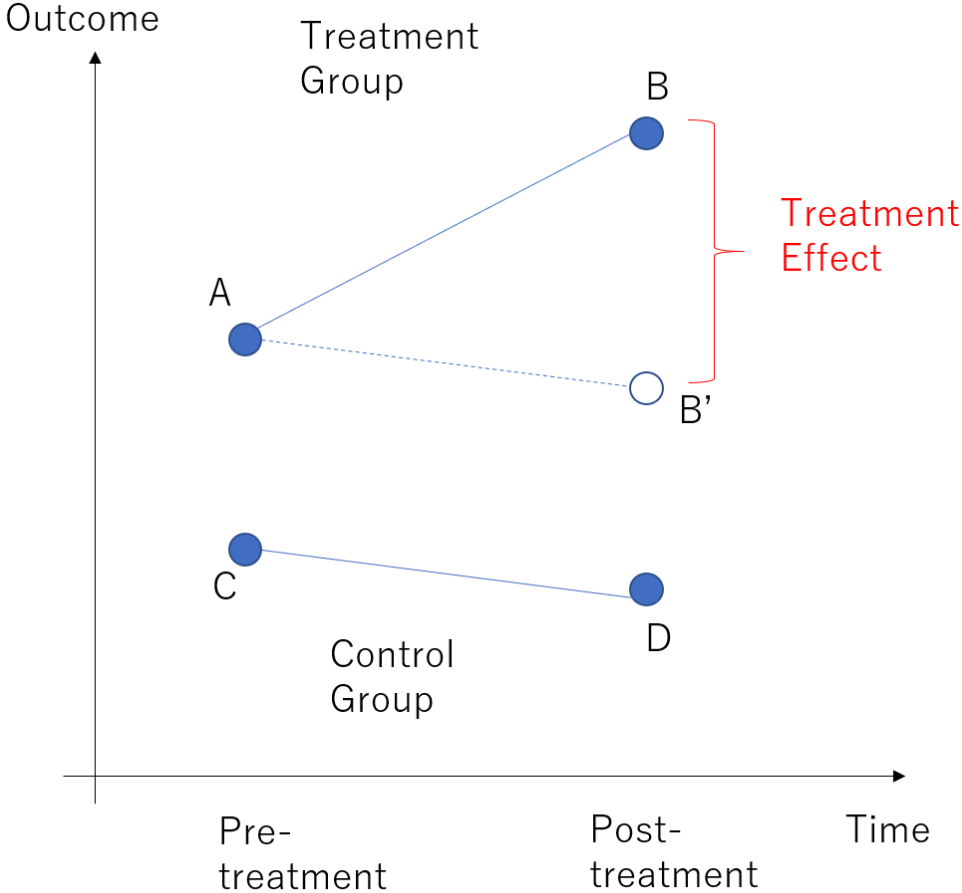 Outcome
Treatment
Group
B
Treatment
Effect
A
B’
C
D
Control
Group
Pre-
treatment
Post-
treatment
Time